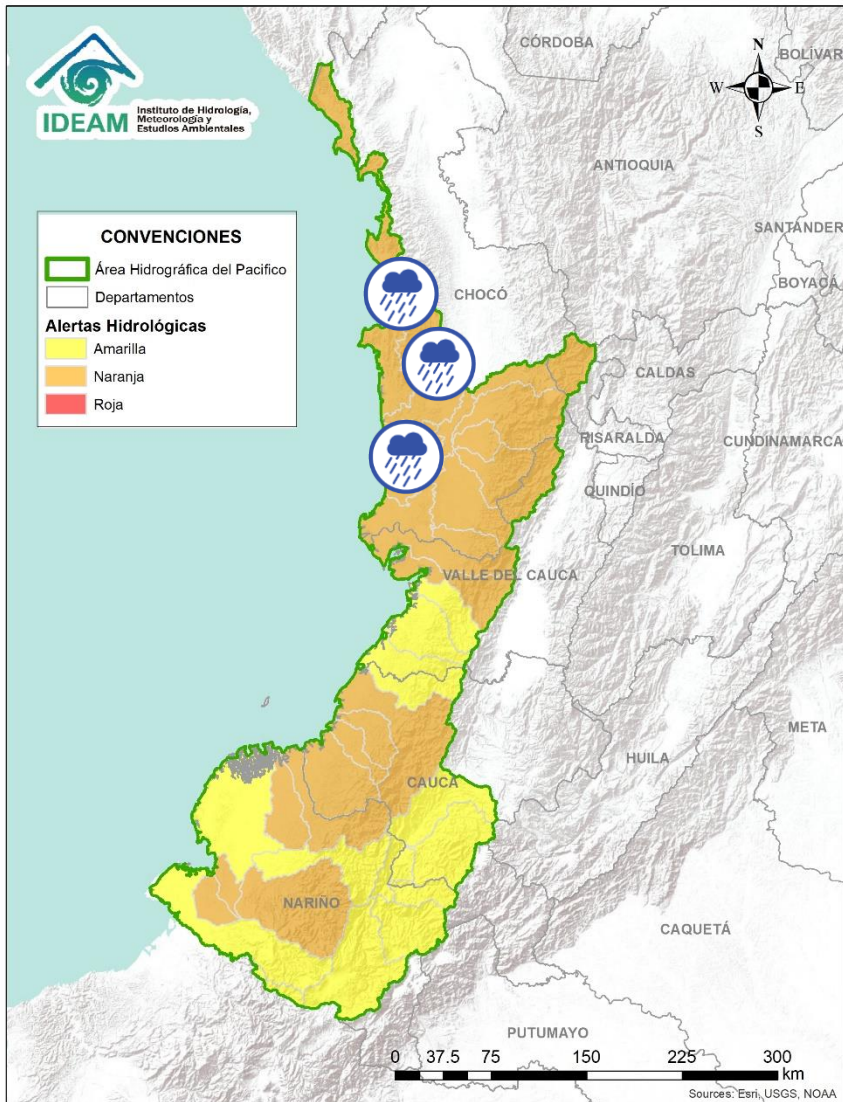 IDEAM
Instituto de Hidrología,
Meteorología y
Estudios Ambientales
CONVENCIONES
Área Hidrográfica del Pacifico
Departamentos
Alertas Hidrológicas
Amarilla
Naranja
Roja
N
W E
S
CÓRDOBA
BOLÍVAR
ANTIOQUIA
SANTANDER
BOYACÁ
CHOCÓ
CALDAS
RISARALDA
CUNDINAMARCA
QUINDÍO
TOLIMA
VALLE DEL CAUCA
META
HUILA
CAUCA
NARIÑO
CAQUETÁ
PUTUMAYO
0 37.5 75 150 225 300
km
Sources: Esri, USGS, NOAA